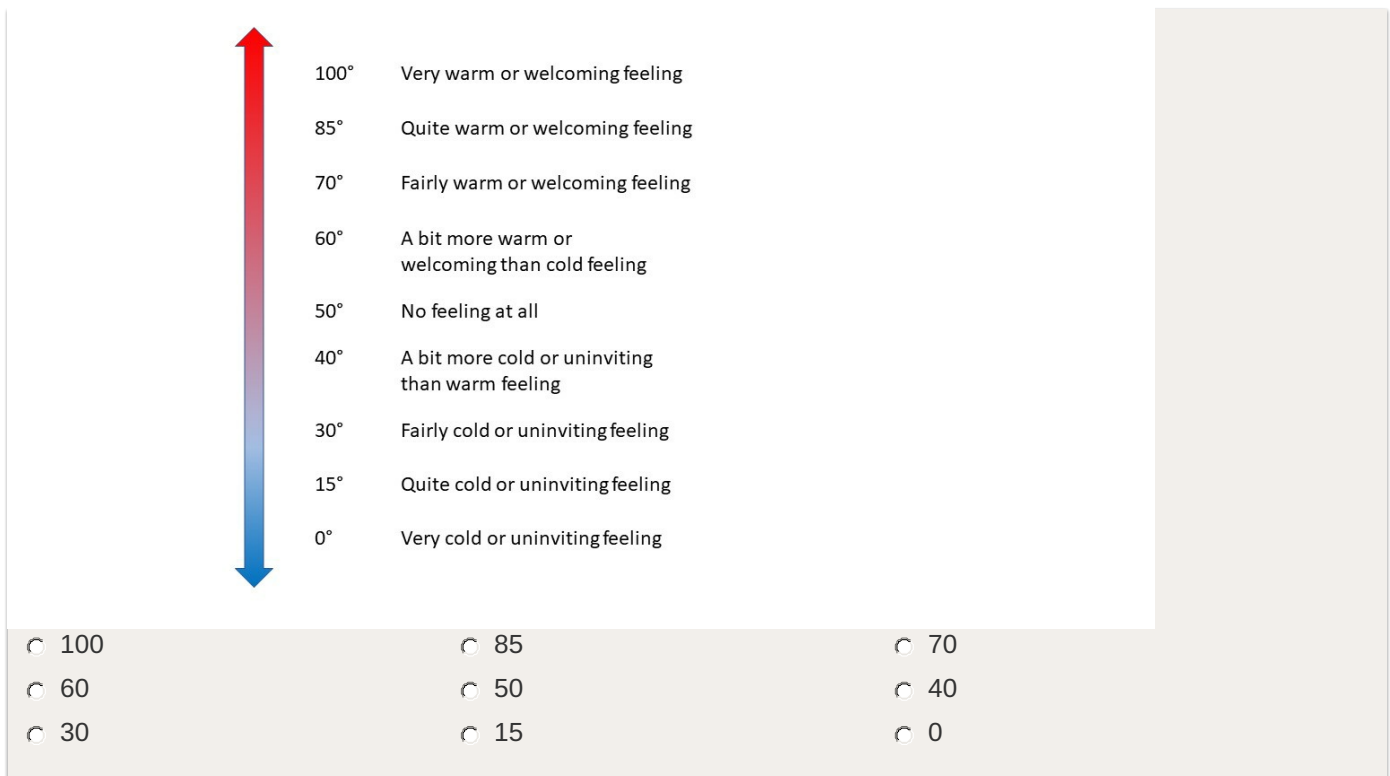 100° Very warm or welcoming feeling
85° Quite warm or welcoming feeling
70° Fairly warm or welcoming feeling
60° A bit more warm or
welcoming than cold feeling
50° No feeling at all
40° A bit more cold or uninviting
than warm feeling
30° Fairly cold or uninviting feeling
15° Quite cold or uninviting feeling
0° Very cold or uninviting feeling
100 85 70
60 50 40
30 15 0